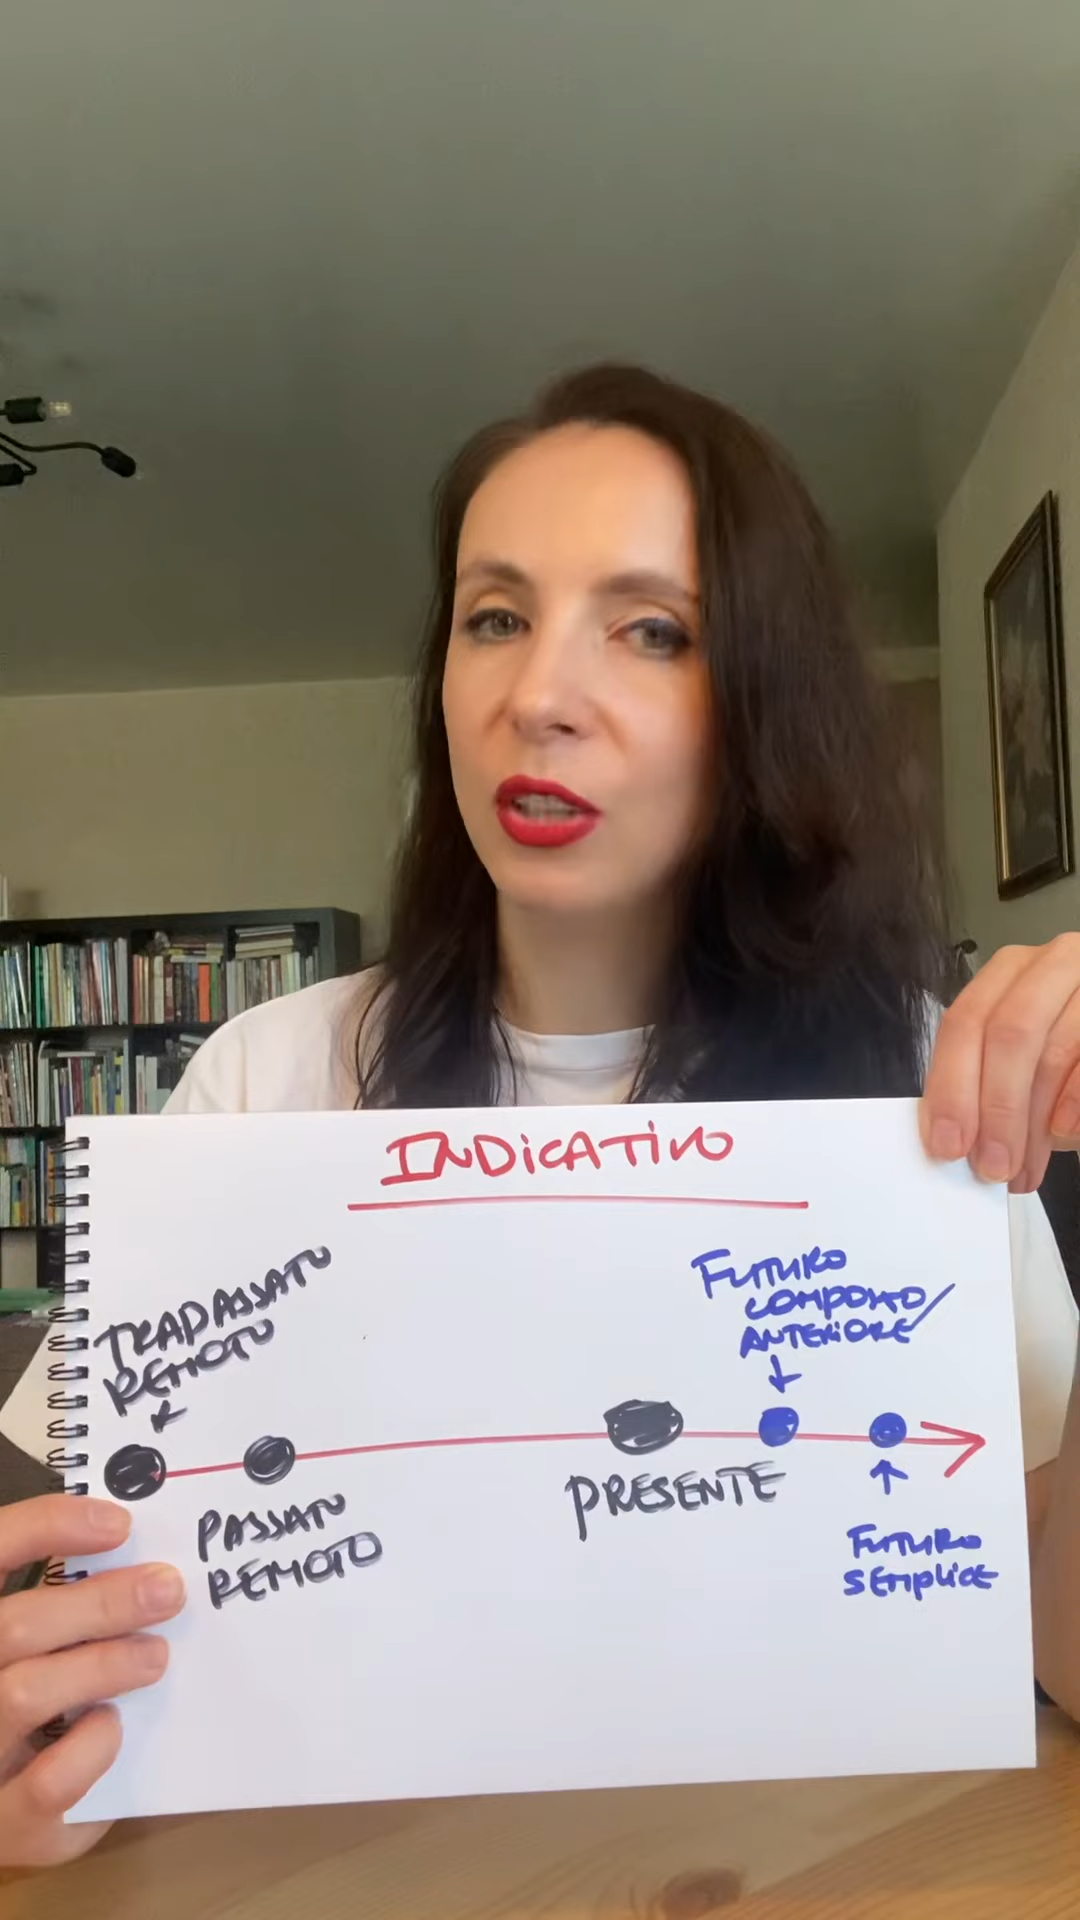 INDICATIVO
TRAPASSATO
REMOTO
FUTURO
COMPOSTO/
ANTERIORE
PASSATO
REMOTO
PRESENTE
FUTURO
SEMPLICE